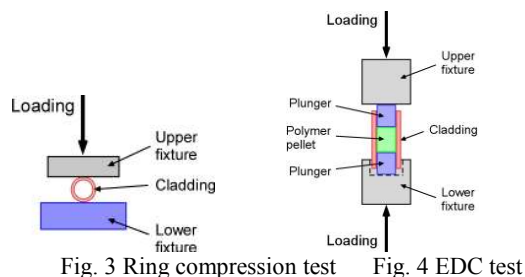 Loading
Upper
fixture
Cladding
Lower
fixture
Fig. 3 Ring compression test
Loading
Upper
fixture
Plunger
Polymer
pellet
Cladding
Plunger
Lower
fixture
Loading
Fig. 4 EDC test